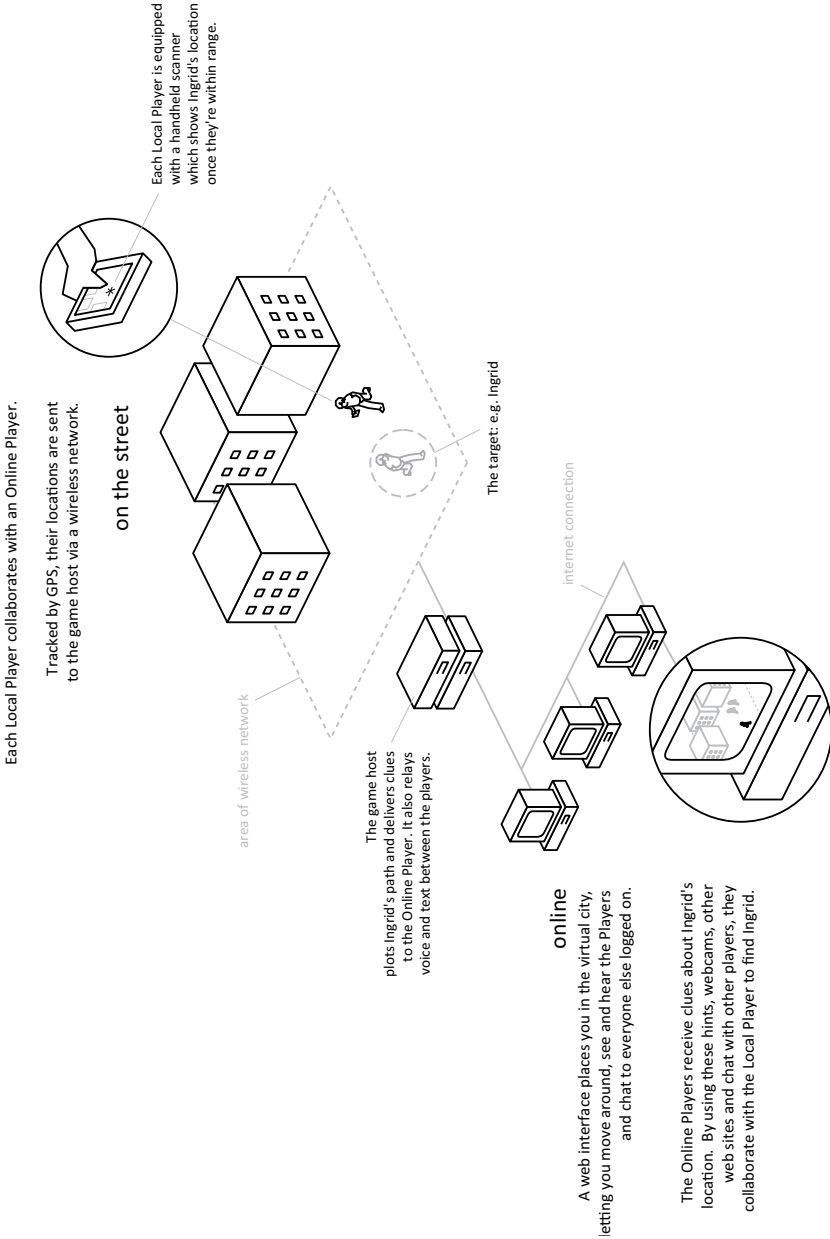 Each Local Player collaborates with an Online Player.
Tracked by GPS, their locations are sent
to the game host via a wireless network.
on the street
Each Local Player is equipped
with a handheld scanner
which shows Ingrid's location
once they're within range.
area of wireless network
The target: e.g. Ingrid
The game host
plots Ingrid's path and delivers clues
to the Online Player. It also relays
voice and text between the players.
internet connection
online
A web interface places you in the virtual city,
letting you move around, see and hear the Players
and chat to everyone else logged on.
The Online Players receive clues about Ingrid's
location. By using these hints, webcams, other
web sites and chat with other players, they
collaborate with the Local Player to find Ingrid.